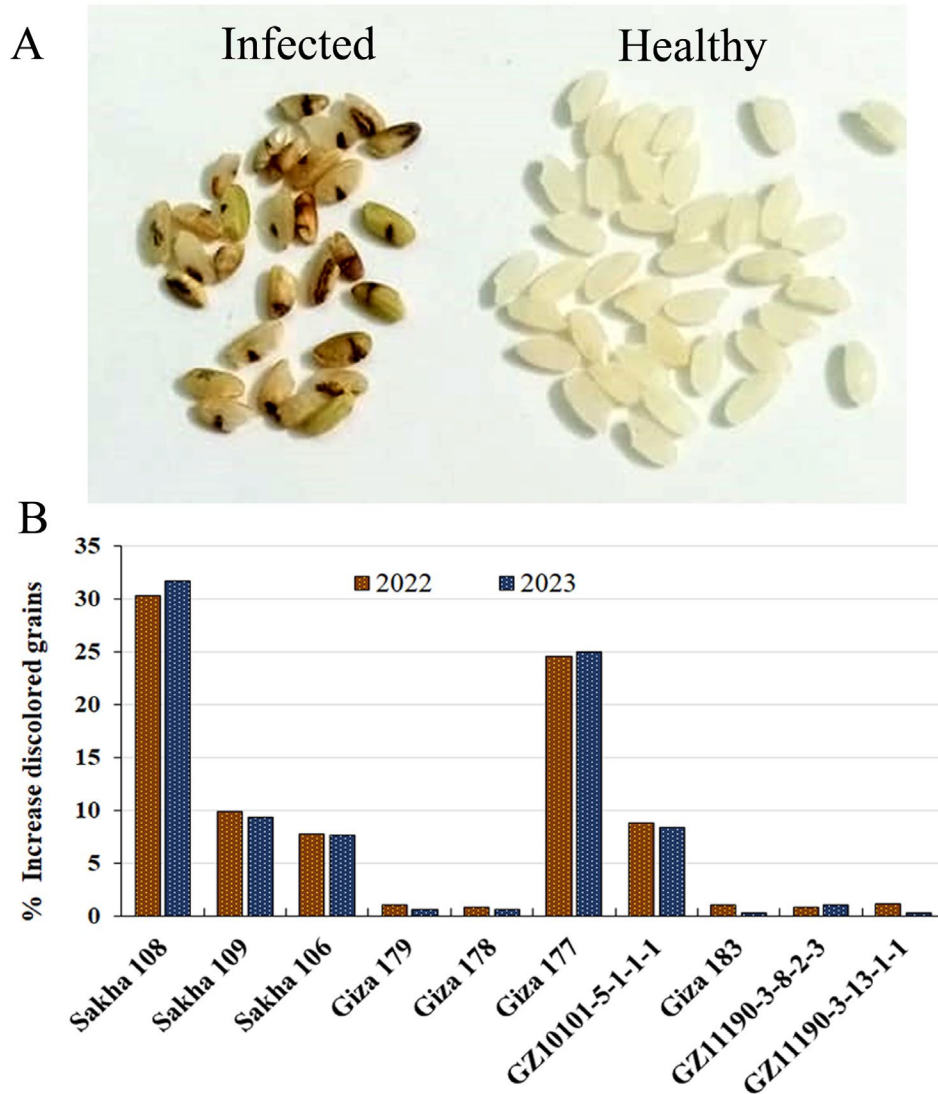 A
Infected Healthy
B
% Increase discolored grains
35
30
25
20
15
10
5
0
2022 2023
Sakha 108
Sakha 109
Sakha 106
Giza 179
Giza 178
Giza 177
GZ10101-5-1-1-1
Giza 183
GZ11190-3-8-2-3
GZ11190-3-13-1-1